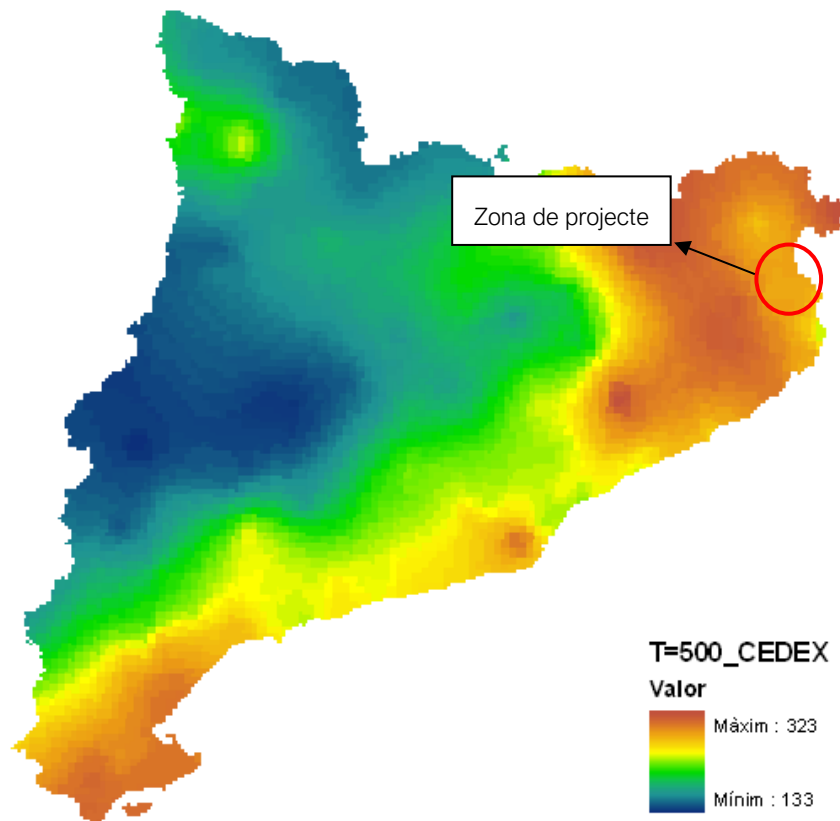 Zona de projecte
T=500_CEDEX
Valor
Màxim : 323
Mínim : 133